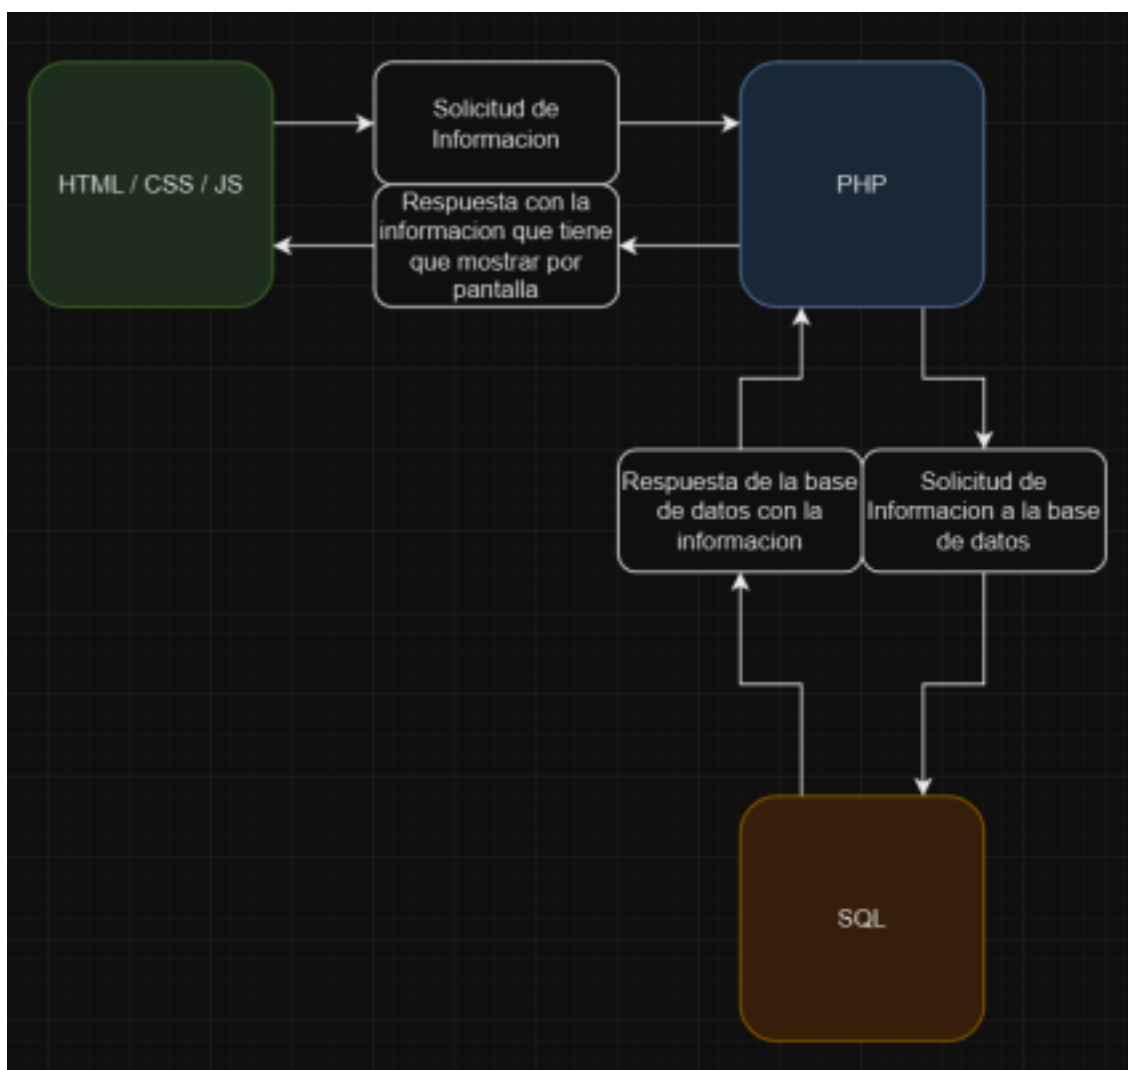 Solicitud de
Informacion
HTML / CSS / JS
PHP
Respuesta con la
informacion que tiene
que mostrar por
pantalla
Respuesta de la base
de datos con la
informacion
Solicitud de
Informacion a la base
de datos
SQL